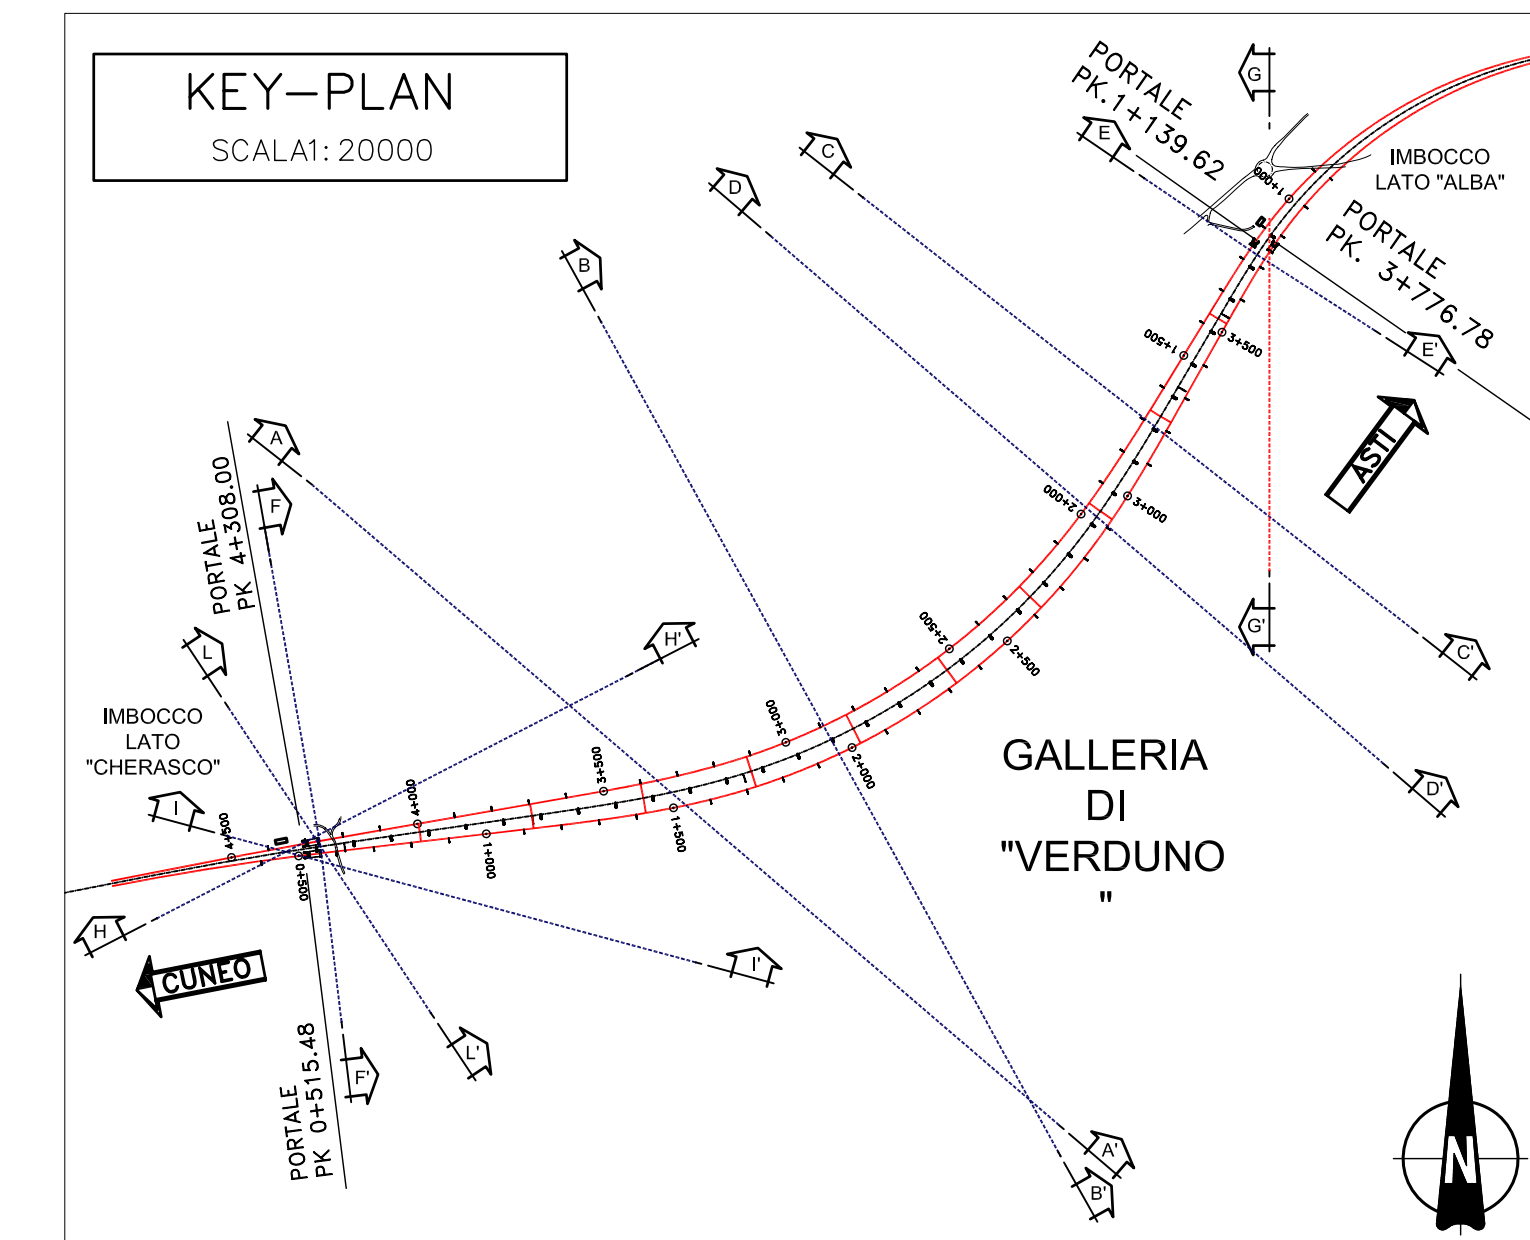 KEY-PLAN
SCALA1: 20000
PORTALE
PK. 1+139.62
G
E
C
D
B
IMBOCCO
LATO "ALBA"
1+000
PORTALE
PK. 3+776.78
E'
3+500
1+500
ASTI
A
F
PORTALE
PK 4+308.00
2+000
3+000
G'
C'
L
H'
2+500
2+500
IMBOCCO
LATO
"CHERASCO"
3+000
2+000
GALLERIA
DI
"VERDUNO
"
D'
I
4+500
4+000
3+500
1+500
1+000
0+500
H
CUNEO
I'
L'
F'
PORTALE
PK 0+515.48
A'
B'
N